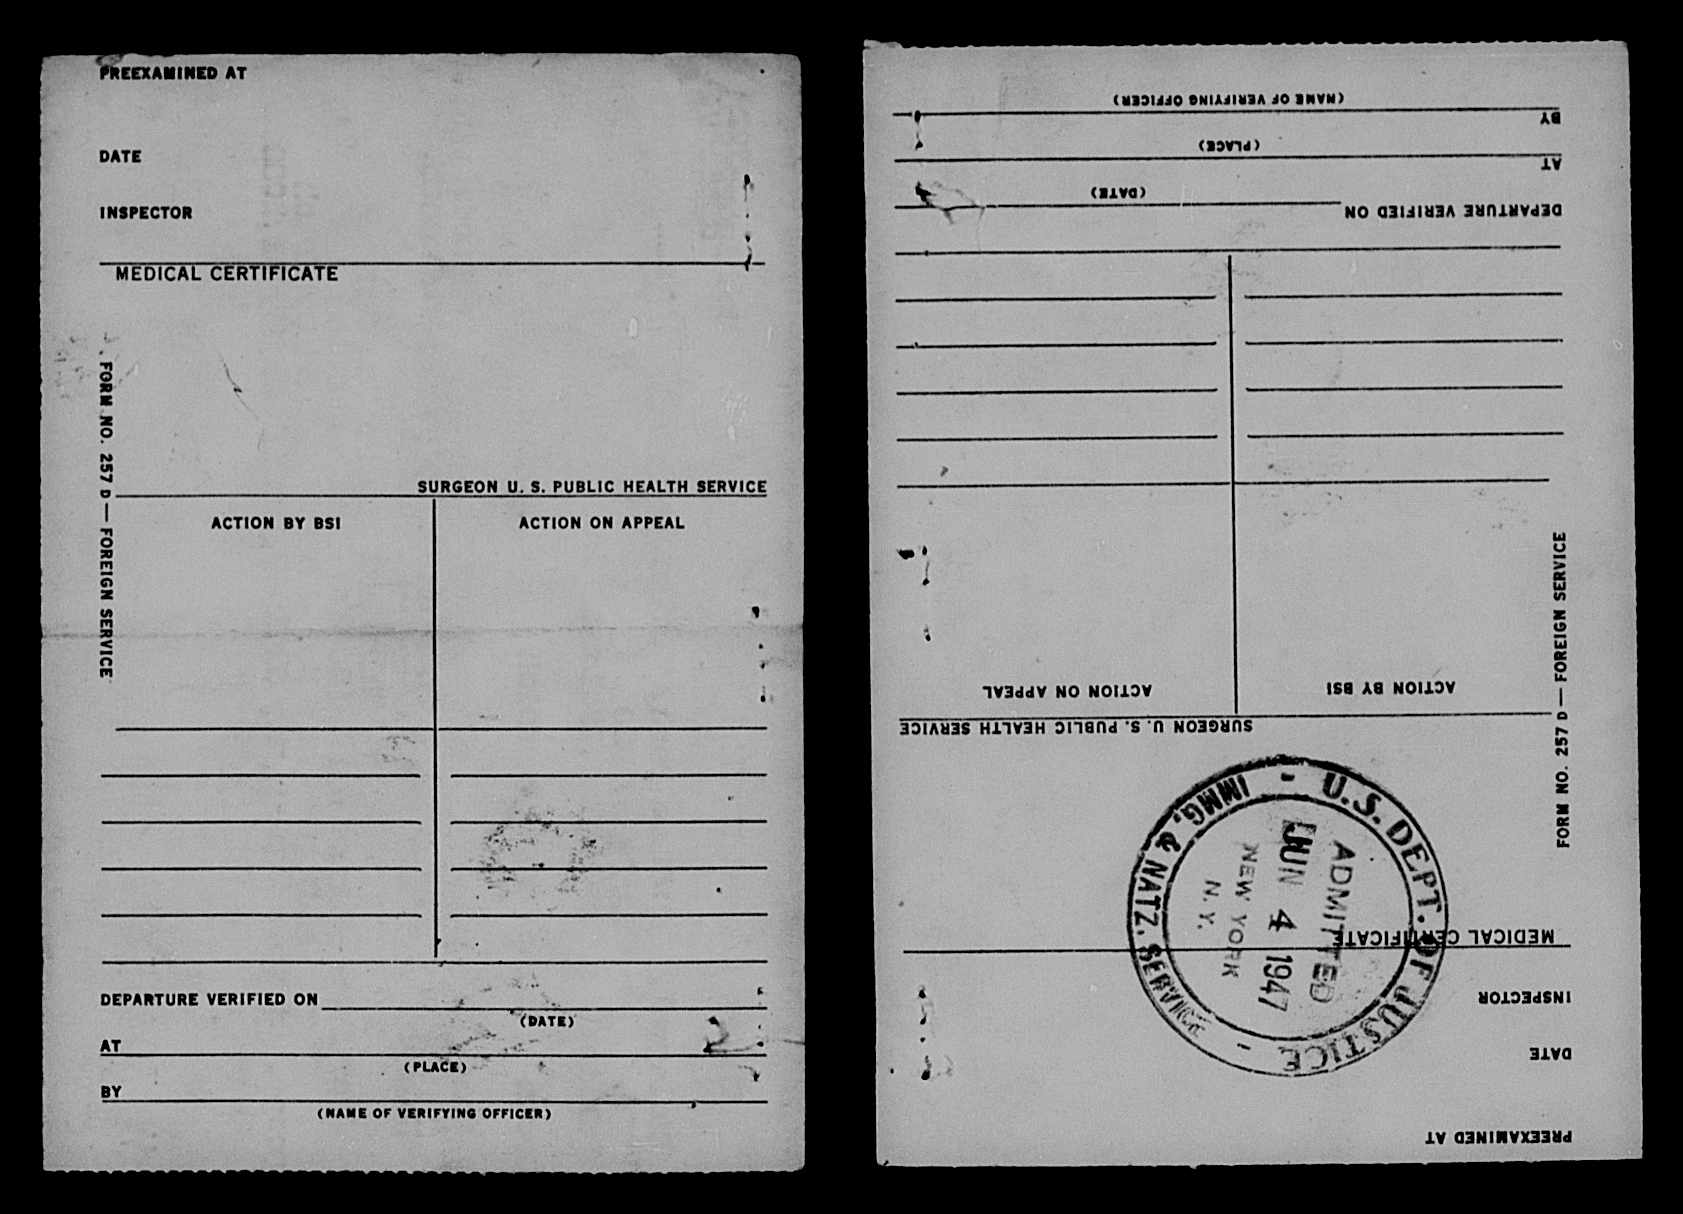 PREEXAMINED AT
DATE
INSPECTOR
MEDICAL CERTIFICATE
FORM NO. 257 D — FOREIGN SERVICE
SURGEON U. S. PUBLIC HEALTH SERVICE
ACTION BY BSI
ACTION ON APPEAL
DEPARTURE VERIFIED ON
(DATE)
AT
(PLACE)
BY
(NAME OF VERIFYING OFFICER)
PREEXAMINED AT
DATE
INSPECTOR
MEDICAL CERTIFICATE
U.S. DEPT. OF JUSTICE - IMMG. & NATZ. SERVICE -
ADMITTED
JUN 4 1947
NEW YORK
N.Y.
FORM NO. 257 D — FOREIGN SERVICE
SURGEON U. S. PUBLIC HEALTH SERVICE
ACTION BY BSI
ACTION ON APPEAL
DEPARTURE VERIFIED ON
(DATE)
AT
(PLACE)
BY
(NAME OF VERIFYING OFFICER)